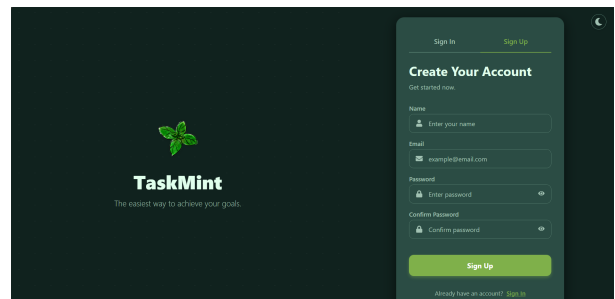 TaskMint
The easiest way to achieve your goals.
Sign In
Sign Up
Create Your Account
Get started now.
Name
Enter your name
Email
example@email.com
Password
Enter password
Confirm Password
Confirm password
Sign Up
Already have an account? Sign In